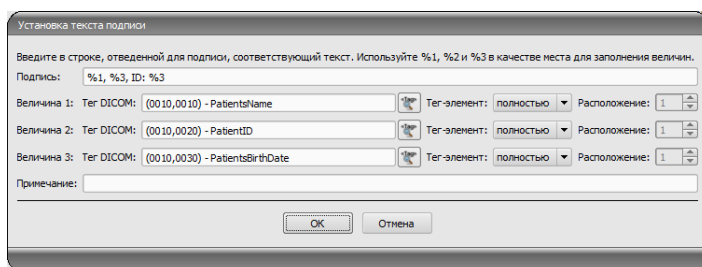 Установка текста подписи
Введите в строке, отведенной для подписи, соответствующий текст. Используйте %1, %2 и %3 в качестве места для заполнения величин.
Подпись: %1, %3, ID: %3
Величина 1: Тег DICOM: (0010,0010) - PatientsName Тег-элемент: полностью Расположение: 1
Величина 2: Тег DICOM: (0010,0020) - PatientID Тег-элемент: полностью Расположение: 1
Величина 3: Тег DICOM: (0010,0030) - PatientsBirthDate Тег-элемент: полностью Расположение: 1
Примечание:
OK Отмена